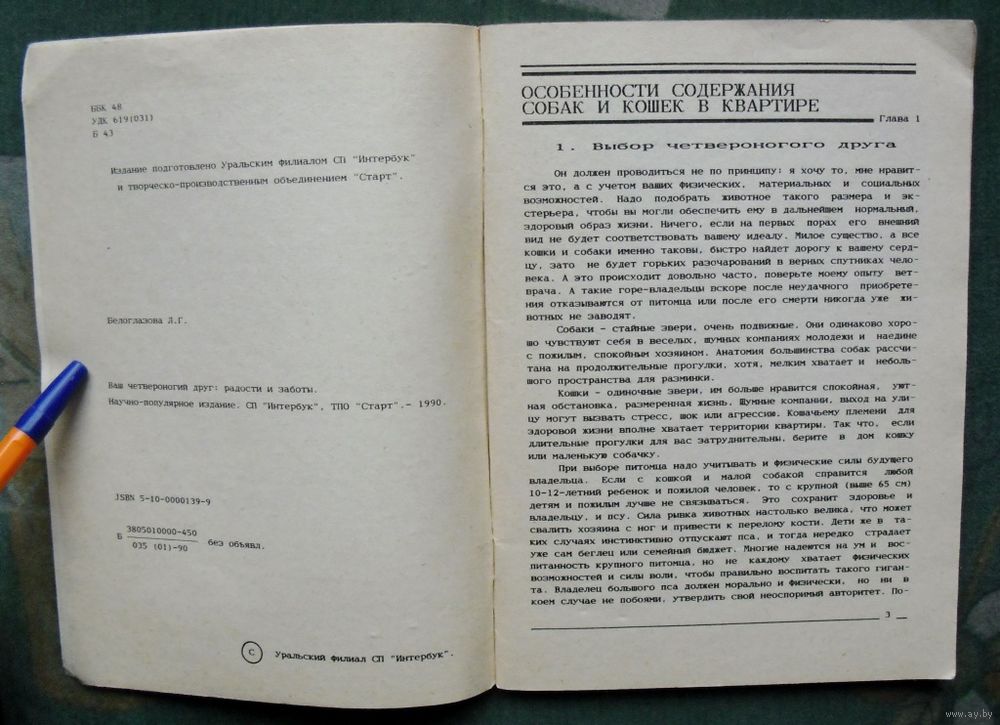 ББК 48
УДК 619(031)
Б 43
Издание подготовлено Уральским филиалом СП "Интербук"
и творческо-производственным объединением "Старт".
Белоглазова Л.Г.
Ваш четвероногий друг: радости и заботы.
Научно-популярное издание. СП "Интербук", ТПО "Старт".- 1990.
JSBN 5-10-0000139-9
Б 3805010000-450 без объявл.
035 (01)-90
С Уральский филиал СП "Интербук".
ОСОБЕННОСТИ СОДЕРЖАНИЯ
СОБАК И КОШЕК В КВАРТИРЕ
Глава 1
1. Выбор четвероногого друга
Он должен проводиться не по принципу: я хочу то, мне нравит-
ся это, а с учетом ваших физических, материальных и социальных
возможностей. Надо подобрать животное такого размера и эк-
стерьера, чтобы вы могли обеспечить ему в дальнейшем нормальный,
здоровый образ жизни. Ничего, если на первых порах его внешний
вид не будет соответствовать вашему идеалу. Милое существо, а все
кошки и собаки именно таковы, быстро найдет дорогу к вашему серд-
цу, зато не будет горьких разочарований в верных спутниках чело-
века. А это происходит довольно часто, поверьте моему опыту вет-
врача. А такие горе-владельцы вскоре после неудачного приобрете-
ния отказываются от питомца или после его смерти никогда уже жи-
вотных не заводят.
Собаки - стайные звери, очень подвижные. Они одинаково хоро-
шо чувствуют себя в веселых, шумных компаниях молодежи и наедине
с пожилым, спокойным хозяином. Анатомия большинства собак рассчи-
тана на продолжительные прогулки, хотя, мелким хватает и неболь-
шого пространства для разминки.
Кошки - одиночные звери, им больше нравится спокойная, уют-
ная обстановка, размеренная жизнь. Шумные компании, выход на ули-
цу могут вызвать стресс, шок или агрессию. Кошачьему племени для
здоровой жизни вполне хватает территории квартиры. Так что, если
длительные прогулки для вас затруднительны, берите в дом кошку
или маленькую собачку.
При выборе питомца надо учитывать и физические силы будущего
владельца. Если с кошкой и малой собакой справится любой
10-12-летний ребенок и пожилой человек, то с крупной (выше 65 см)
детям и пожилым лучше не связываться. Это сохранит здоровье и
владельцу, и псу. Сила рывка животных настолько велика, что может
свалить хозяина с ног и привести к перелому кости. Дети же в та-
ких случаях инстинктивно отпускают пса, и тогда нередко страдает
уже сам беглец или семейный бюджет. Многие надеются на ум и вос-
питанность крупного питомца, но не каждому хватает физических
возможностей и силы воли, чтобы правильно воспитать такого гиган-
та. Владелец большого пса должен морально и физически, но ни в
коем случае не побоями, утвердить свой неоспоримый авторитет. По-
3
www.ay.by